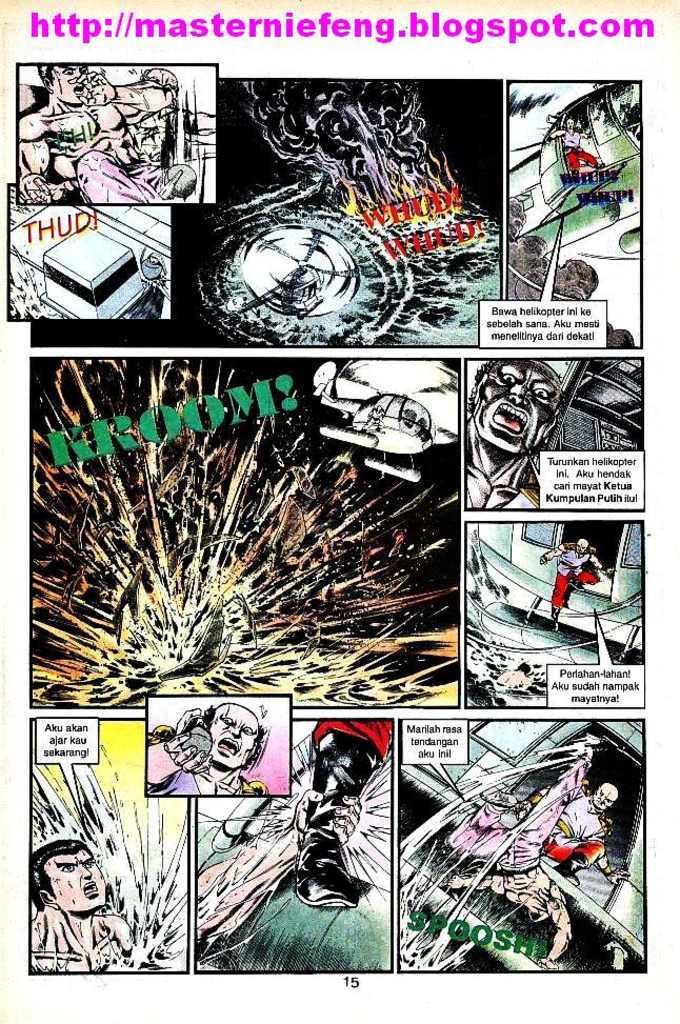 http://masterniefeng.blogspot.com
THUD!
WHUD!
WHUD!
WHUP!
WHUP!
Bawa helikopter ini ke
sebelah sana. Aku mesti
menelitinya dari dekat!
KROOM!
Turunkan helikopter
ini. Aku hendak
cari mayat Ketua
Kumpulan Putih itu!
Perlahan-lahan!
Aku sudah nampak
mayatnya!
Aku akan
ajar kau
sekarang!
Marilah rasa
tendangan
aku ini!
SPOOSH!
15